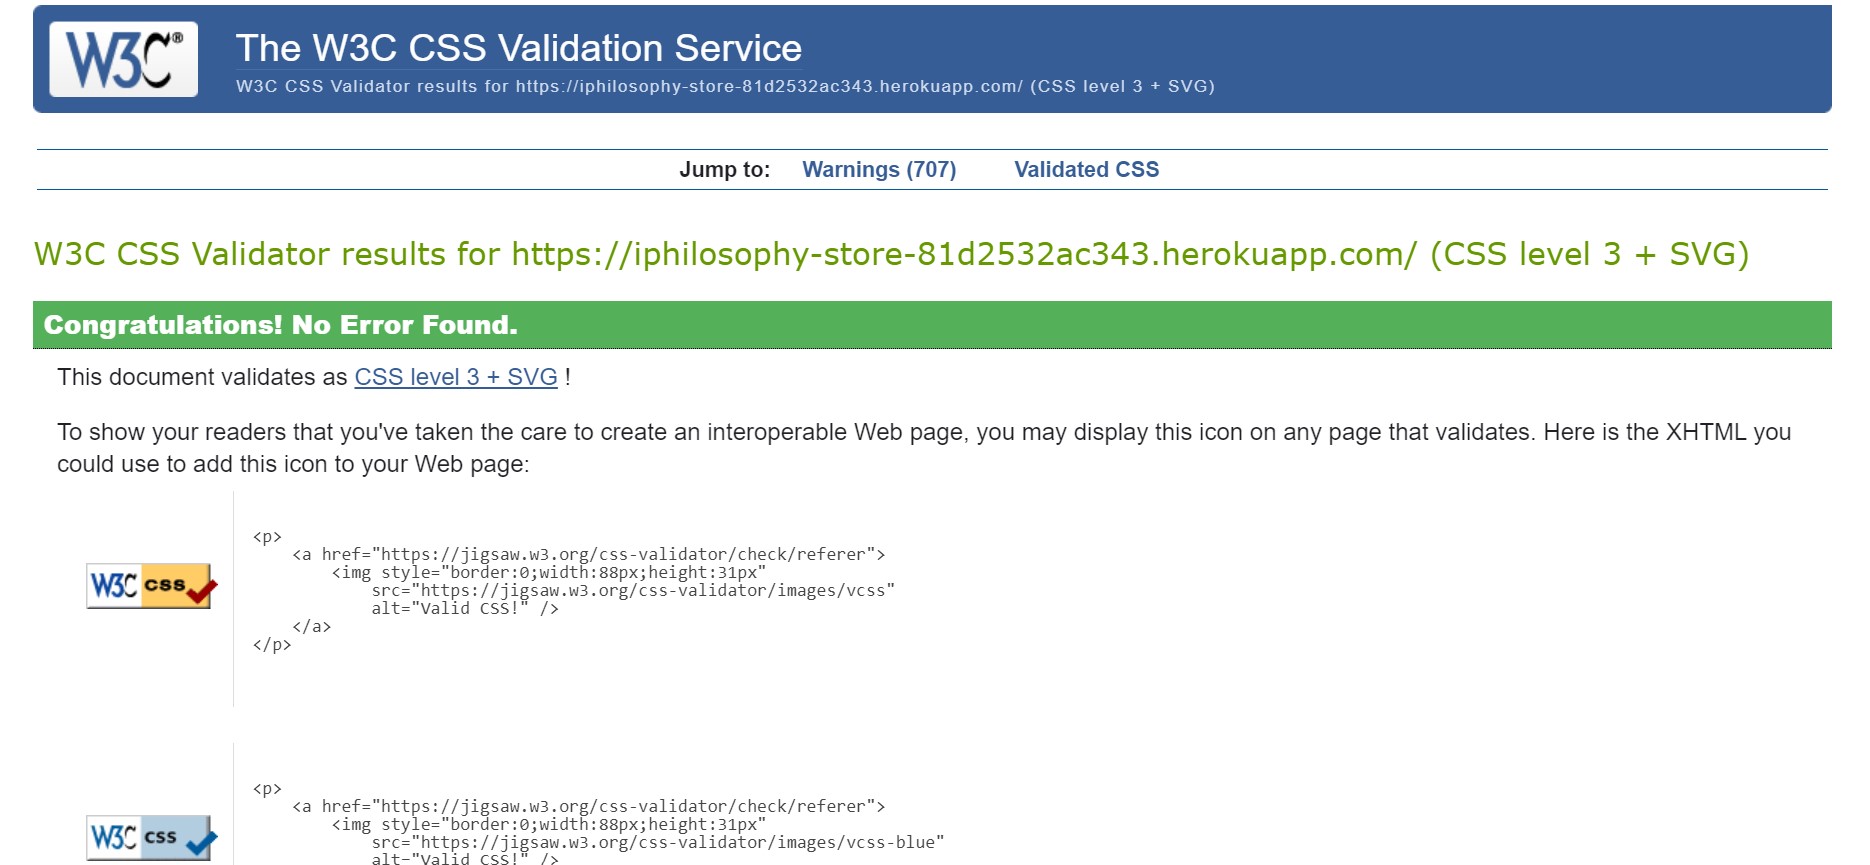 W3C®
The W3C CSS Validation Service
W3C CSS Validator results for https://iphilosophy-store-81d2532ac343.herokuapp.com/ (CSS level 3 + SVG)
Jump to: Warnings (707) Validated CSS
W3C CSS Validator results for https://iphilosophy-store-81d2532ac343.herokuapp.com/ (CSS level 3 + SVG)
Congratulations! No Error Found.
This document validates as CSS level 3 + SVG !
To show your readers that you've taken the care to create an interoperable Web page, you may display this icon on any page that validates. Here is the XHTML you
could use to add this icon to your Web page:
W3C css
<p>
    <a href="https://jigsaw.w3.org/css-validator/check/referer">
        <img style="border:0;width:88px;height:31px"
            src="https://jigsaw.w3.org/css-validator/images/vcss"
            alt="Valid CSS!" />
    </a>
</p>
W3C css
<p>
    <a href="https://jigsaw.w3.org/css-validator/check/referer">
        <img style="border:0;width:88px;height:31px"
            src="https://jigsaw.w3.org/css-validator/images/vcss-blue"
            alt="Valid CSS!" />